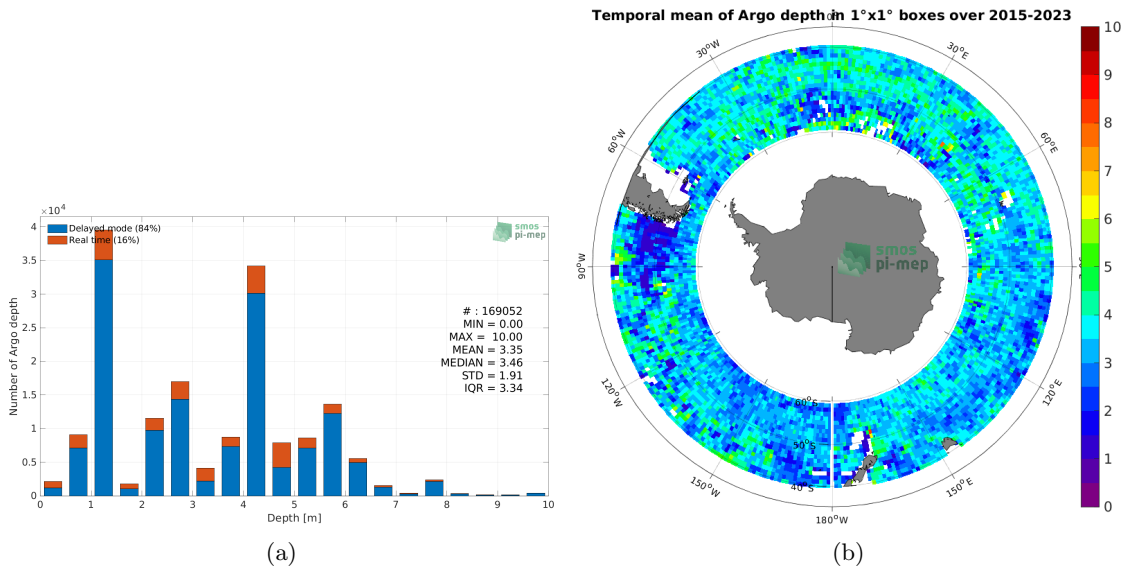 ×10⁴
4
3.5
3
2.5
2
1.5
1
0.5
0
Number of Argo depth
Delayed mode (84%)
Real time (16%)
smos
pi-mep
# : 169052
MIN = 0.00
MAX = 10.00
MEAN = 3.35
MEDIAN = 3.46
STD = 1.91
IQR = 3.34
0 1 2 3 4 5 6 7 8 9 10
Depth [m]
(a)
Temporal mean of Argo depth in 1°x1° boxes over 2015-2023
30°W
30°E
60°W
60°E
90°W
120°W
120°E
150°W
150°E
180°W
60°S
50°S
40°S
smos
pi-mep
10
9
8
7
6
5
4
3
2
1
0
(b)